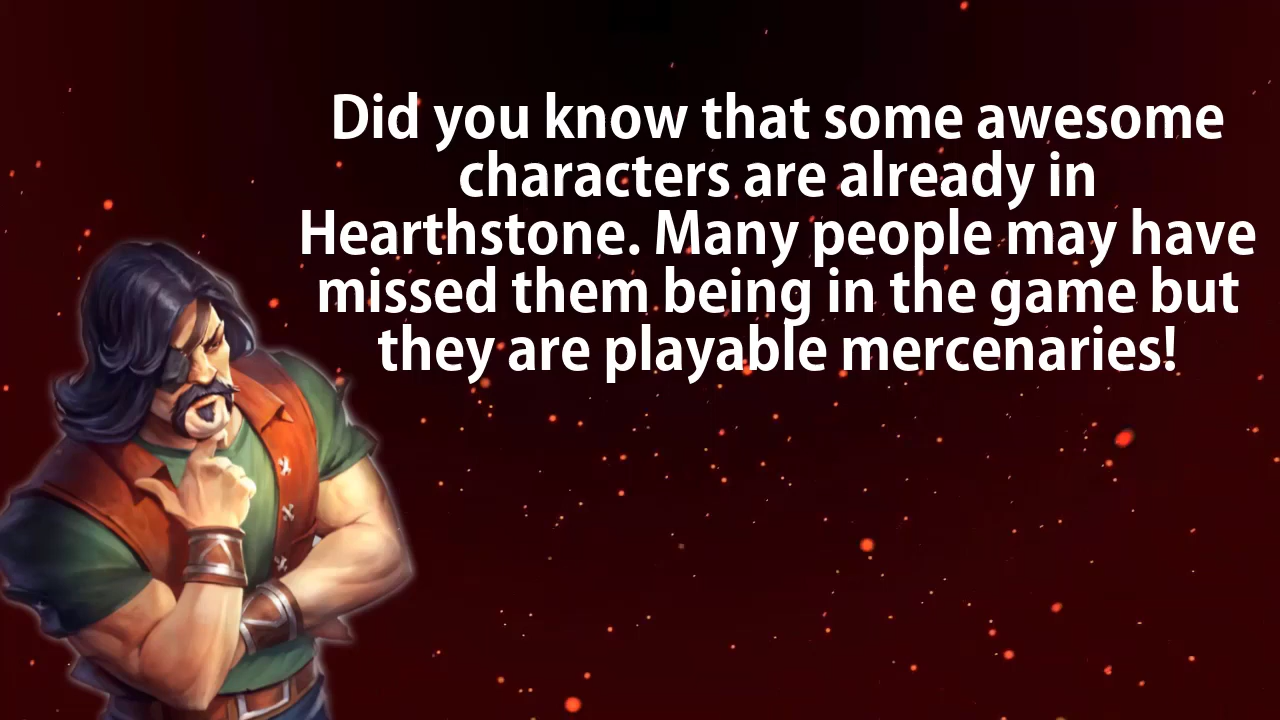 Did you know that some awesome
characters are already in
Hearthstone. Many people may have
missed them being in the game but
they are playable mercenaries!